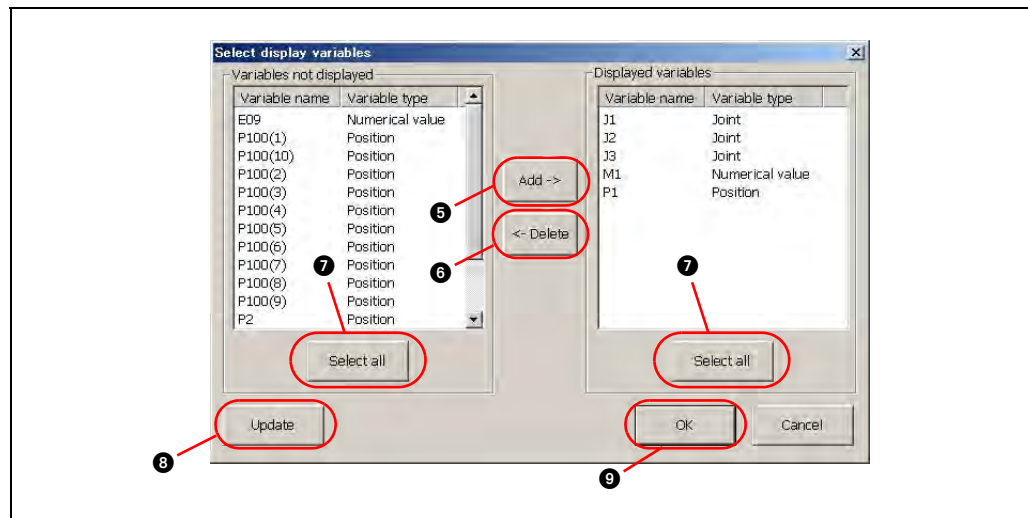 Select display variables
Variables not displayed
Variable name Variable type
E09 Numerical value
P100(1) Position
P100(10) Position
P100(2) Position
P100(3) Position
P100(4) Position
P100(5) Position
P100(6) Position
P100(7) Position
P100(8) Position
P100(9) Position
P2 Position
7
Select all
Update
8
Add ->
5
<- Delete
6
Displayed variables
Variable name Variable type
J1 Joint
J2 Joint
J3 Joint
M1 Numerical value
P1 Position
7
Select all
OK
Cancel
9